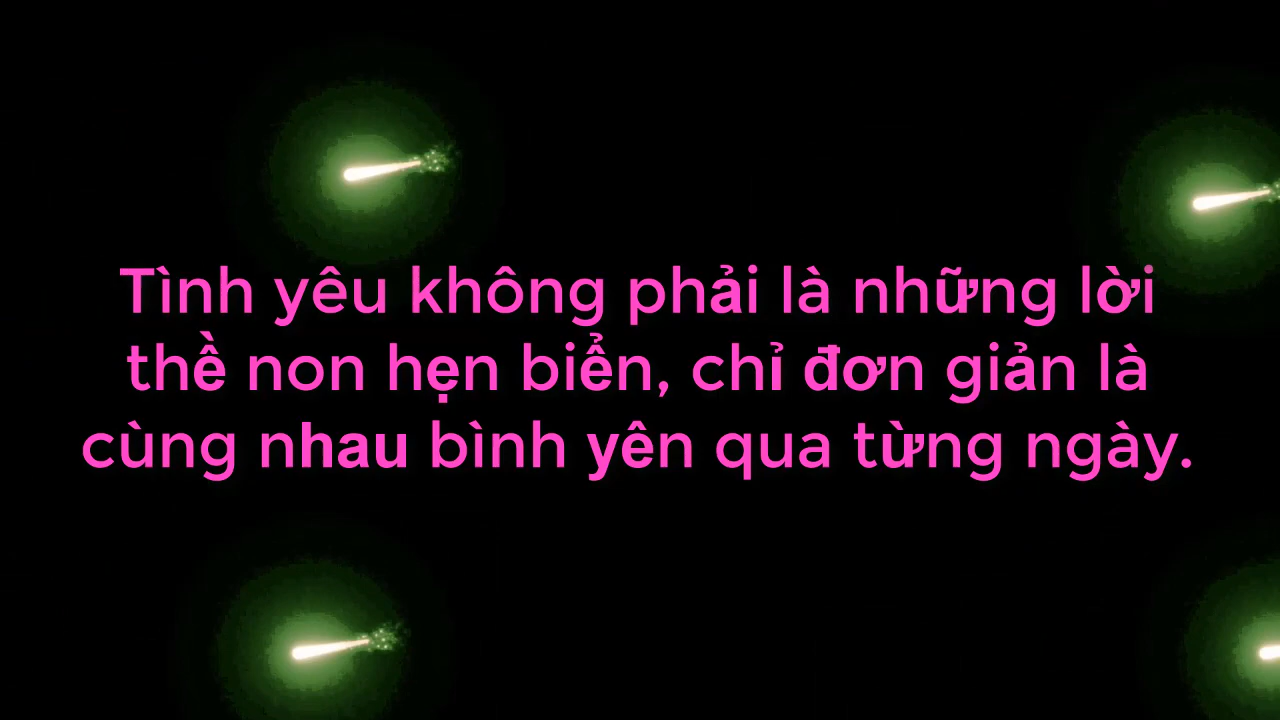 Tình yêu không phải là những lời
thề non hẹn biển, chỉ đơn giản là
cùng nhau bình yên qua từng ngày.